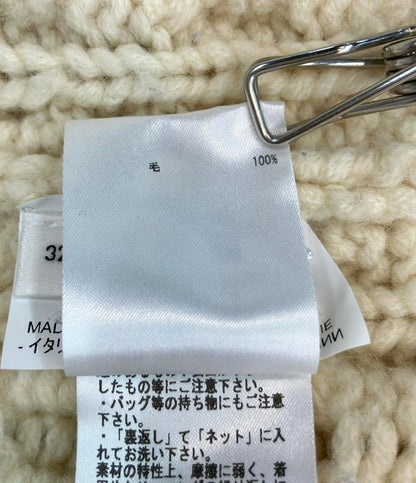 毛 100%
32
MAD
- イタリ
したもの等にご注意下さい。
・バッグ等の持ち物にもご注意
下さい。
・「裏返し」て「ネット」に入
れてお洗い下さい。
素材の特性上、摩擦に弱く、着